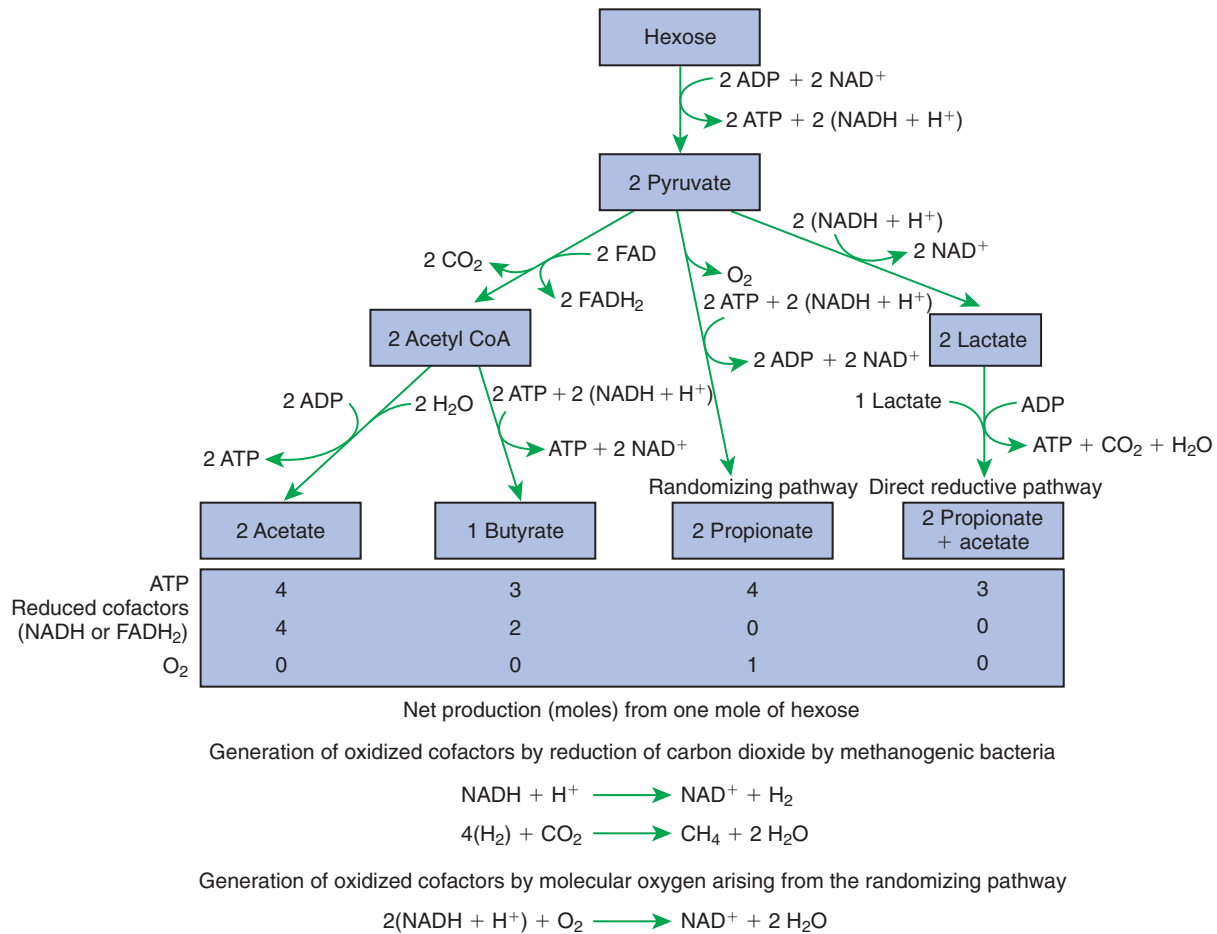 Hexose
2 ADP + 2 NAD⁺
2 ATP + 2 (NADH + H⁺)
2 Pyruvate
2 CO₂
2 FAD
2 FADH₂
O₂
2 ATP + 2 (NADH + H⁺)
2 ADP + 2 NAD⁺
2 (NADH + H⁺)
2 NAD⁺
2 Acetyl CoA
2 Lactate
2 ADP
2 H₂O
2 ATP
2 ATP + 2 (NADH + H⁺)
ATP + 2 NAD⁺
1 Lactate
ADP
ATP + CO₂ + H₂O
Randomizing pathway
Direct reductive pathway
2 Acetate
1 Butyrate
2 Propionate
2 Propionate
+ acetate
ATP 4 3 4 3
Reduced cofactors
(NADH or FADH₂) 4 2 0 0
O₂ 0 0 1 0
Net production (moles) from one mole of hexose
Generation of oxidized cofactors by reduction of carbon dioxide by methanogenic bacteria
NADH + H⁺ → NAD⁺ + H₂
4(H₂) + CO₂ → CH₄ + 2 H₂O
Generation of oxidized cofactors by molecular oxygen arising from the randomizing pathway
2(NADH + H⁺) + O₂ → NAD⁺ + 2 H₂O